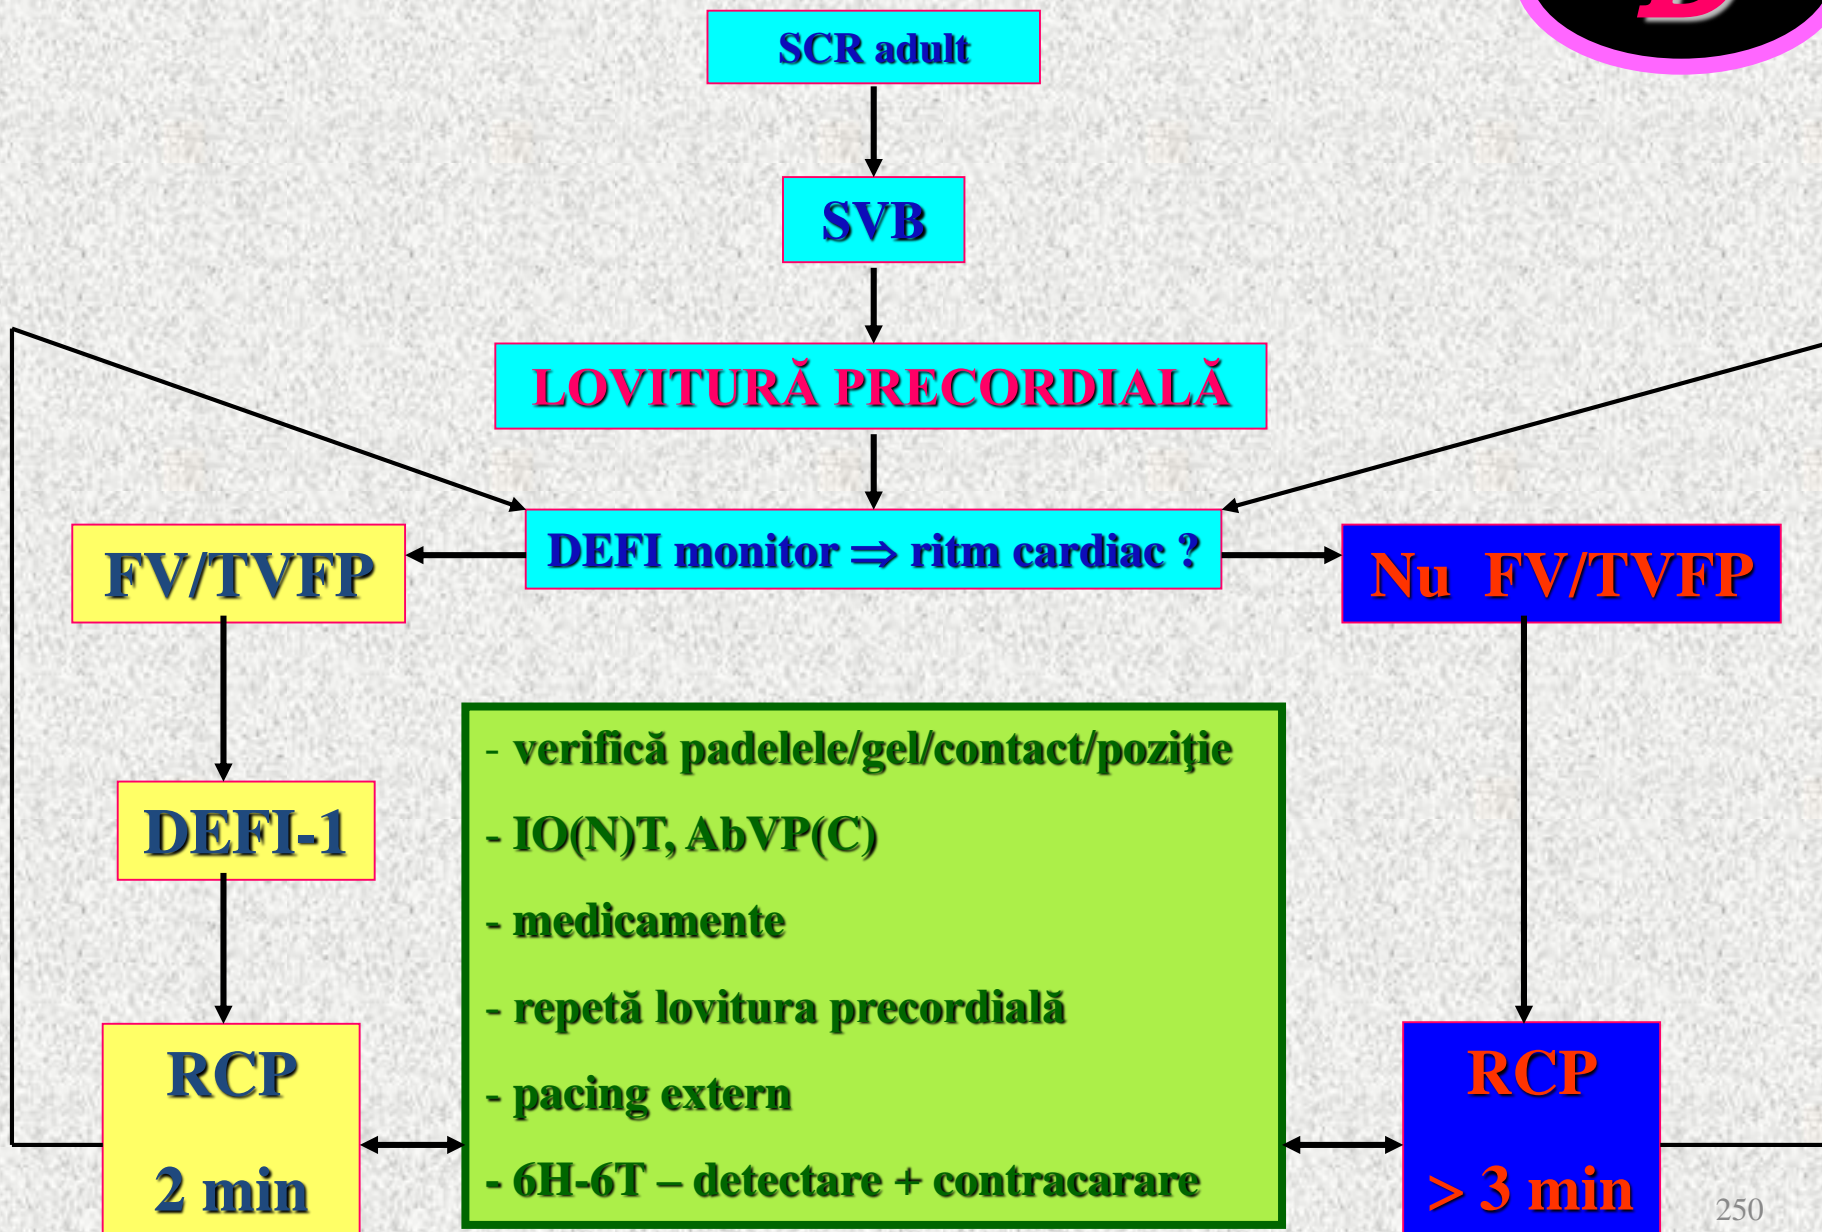 D
SCR adult
SVB
LOVITURĂ PRECORDIALĂ
DEFI monitor ⇒ ritm cardiac ?
FV/TVFP
Nu FV/TVFP
DEFI-1
- verifică padelele/gel/contact/poziţie
- IO(N)T, AbVP(C)
- medicamente
- repetă lovitura precordială
- pacing extern
- 6H-6T – detectare + contracarare
RCP
2 min
RCP
> 3 min
250